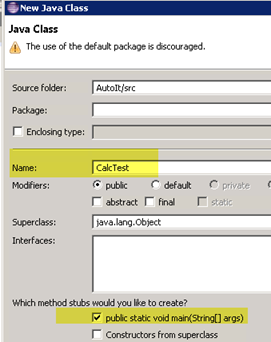 New Java Class
Java Class
The use of the default package is discouraged.
Source folder: AutoIt/src
Package:
Enclosing type:
Name: CalcTest
Modifiers: public default private
abstract final static
Superclass: java.lang.Object
Interfaces:
Which method stubs would you like to create?
public static void main(String[] args)
Constructors from superclass